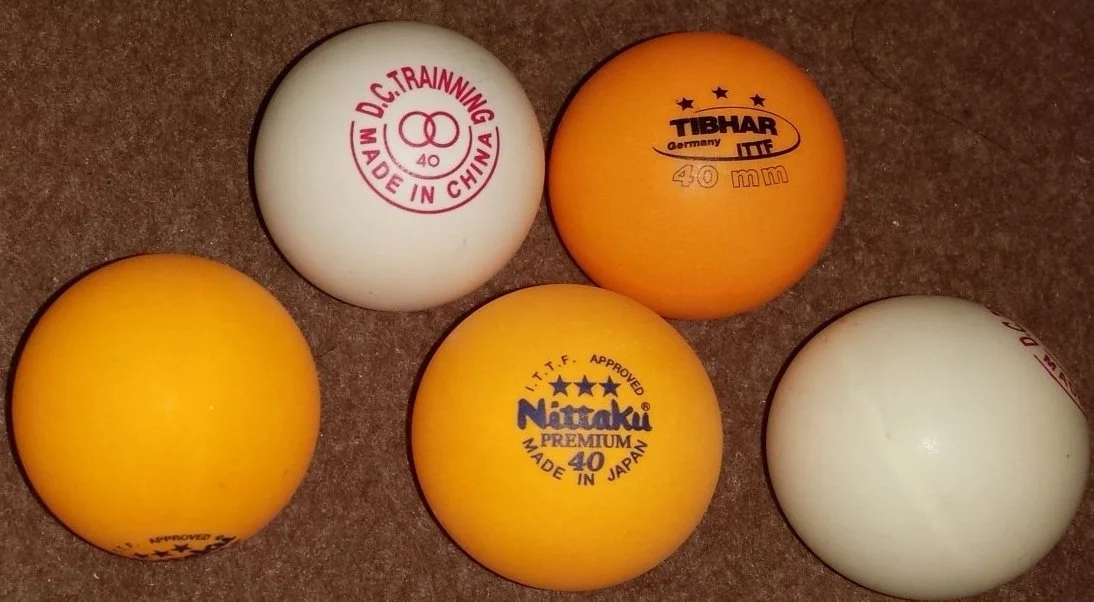 D.C.TRAINNING
40
MADE IN CHINA
TIBHAR
Germany ITTF
40 mm
I.T.T.F. APPROVED
Nittaku®
PREMIUM
40
MADE IN JAPAN
APPROVED
D.C.